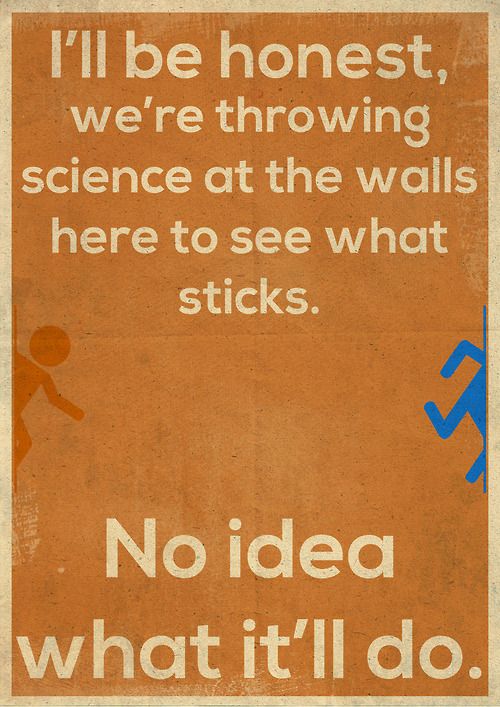 I’ll be honest,
we’re throwing
science at the walls
here to see what
sticks.
No idea
what it’ll do.